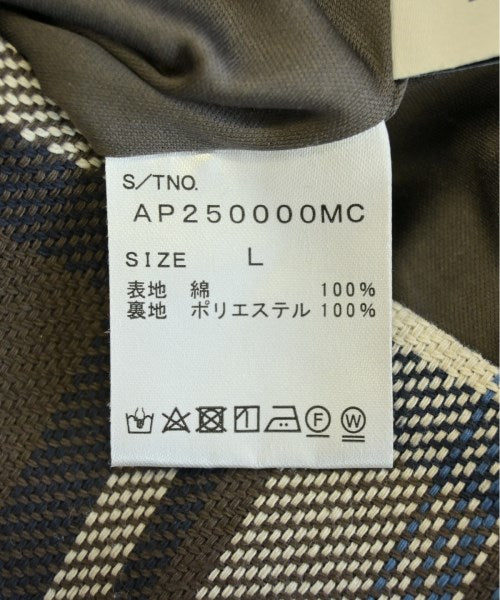 S/TNO.
AP250000MC
SIZE L
表地 綿 100%
裏地 ポリエステル 100%
F W